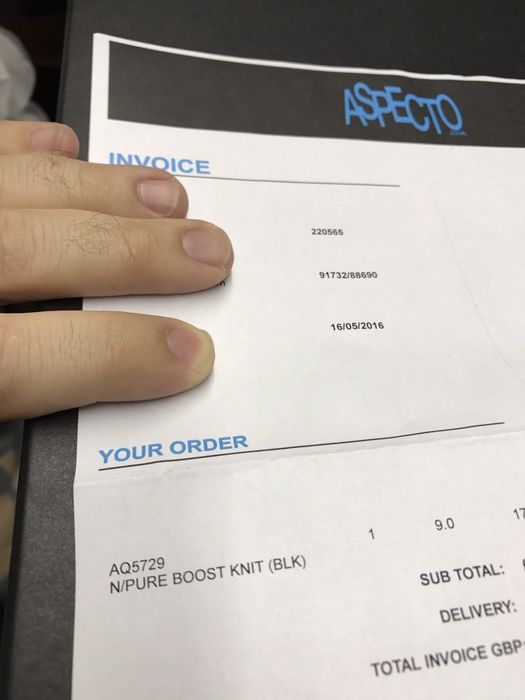 ASPECTO
INVOICE
220565
91732/88690
16/05/2016
YOUR ORDER
1 9.0 17
AQ5729
N/PURE BOOST KNIT (BLK)
SUB TOTAL:
DELIVERY:
TOTAL INVOICE GBP: